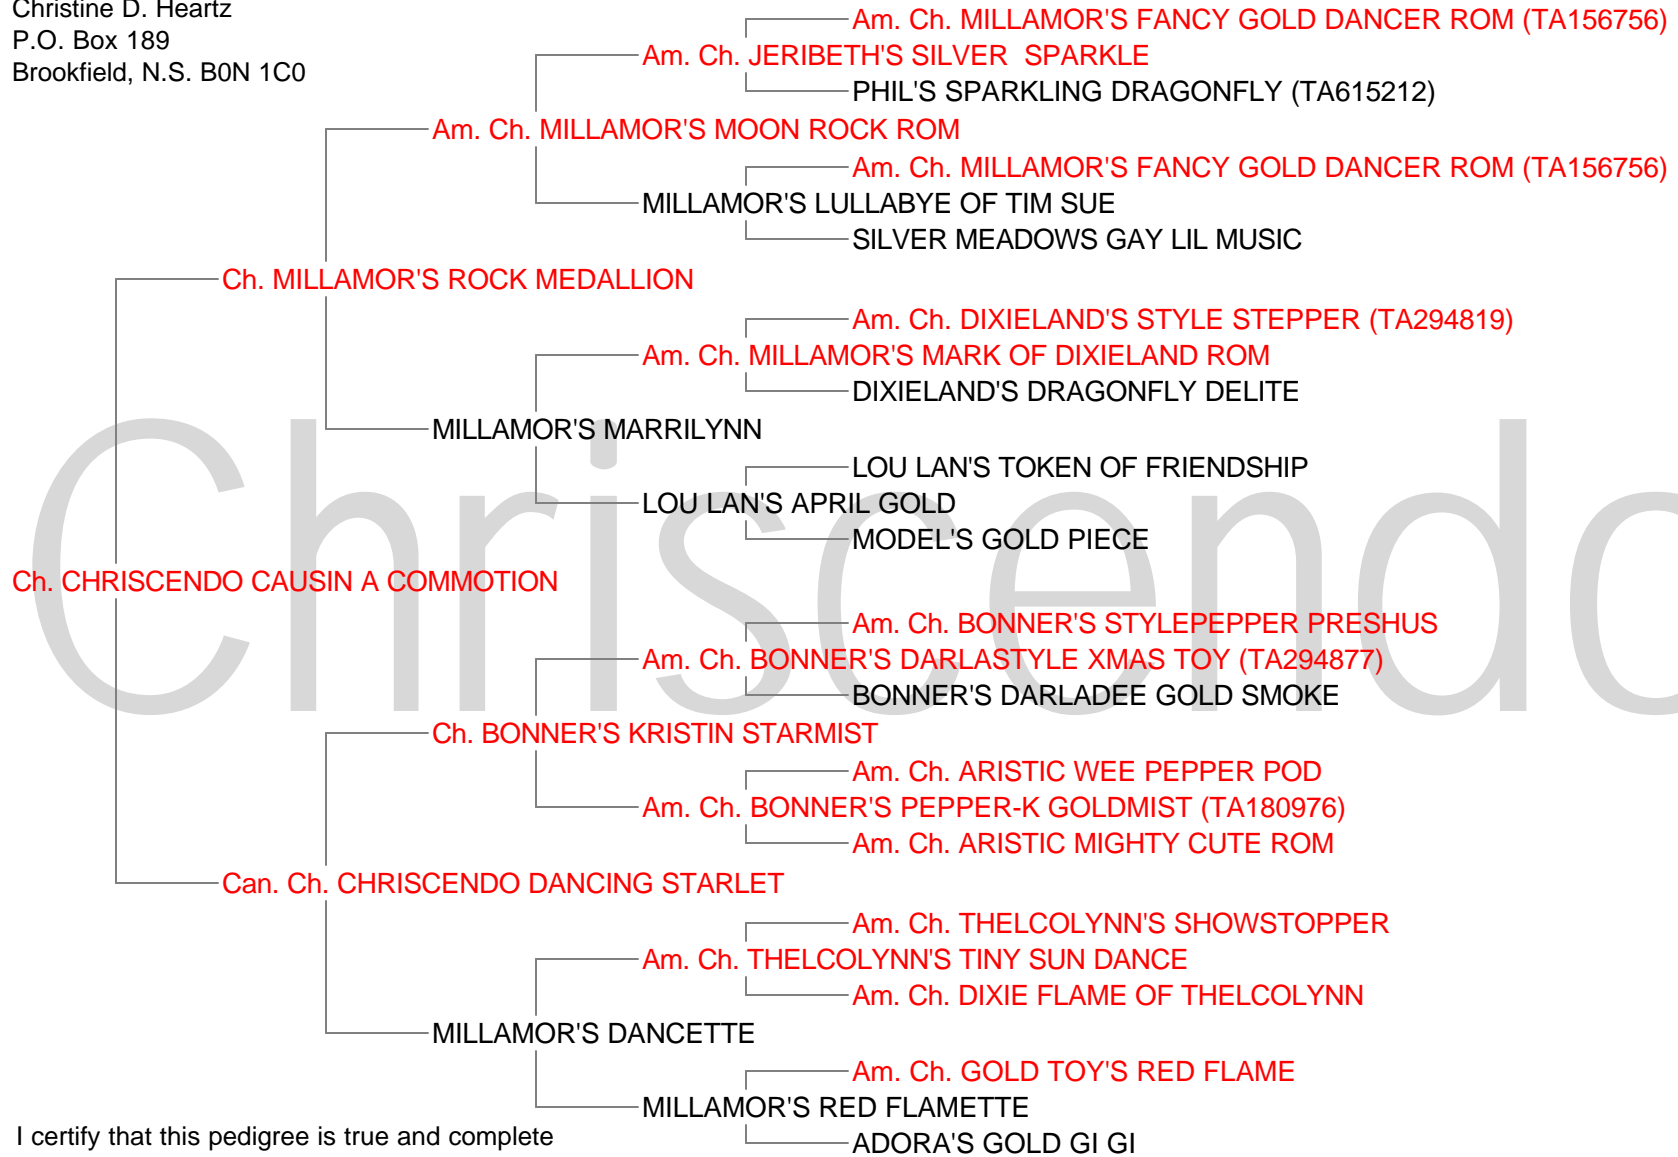 Christine D. Heartz
P.O. Box 189
Brookfield, N.S. B0N 1C0
Am. Ch. MILLAMOR'S FANCY GOLD DANCER ROM (TA156756)
Am. Ch. JERIBETH'S SILVER SPARKLE
PHIL'S SPARKLING DRAGONFLY (TA615212)
Am. Ch. MILLAMOR'S MOON ROCK ROM
Am. Ch. MILLAMOR'S FANCY GOLD DANCER ROM (TA156756)
MILLAMOR'S LULLABYE OF TIM SUE
SILVER MEADOWS GAY LIL MUSIC
Ch. MILLAMOR'S ROCK MEDALLION
Am. Ch. DIXIELAND'S STYLE STEPPER (TA294819)
Am. Ch. MILLAMOR'S MARK OF DIXIELAND ROM
DIXIELAND'S DRAGONFLY DELITE
MILLAMOR'S MARRILYNN
LOU LAN'S TOKEN OF FRIENDSHIP
LOU LAN'S APRIL GOLD
MODEL'S GOLD PIECE
Chriscendo
Ch. CHRISCENDO CAUSIN A COMMOTION
Am. Ch. BONNER'S STYLEPEPPER PRESHUS
Am. Ch. BONNER'S DARLASTYLE XMAS TOY (TA294877)
BONNER'S DARLADEE GOLD SMOKE
Ch. BONNER'S KRISTIN STARMIST
Am. Ch. ARISTIC WEE PEPPER POD
Am. Ch. BONNER'S PEPPER-K GOLDMIST (TA180976)
Am. Ch. ARISTIC MIGHTY CUTE ROM
Can. Ch. CHRISCENDO DANCING STARLET
Am. Ch. THELCOLYNN'S SHOWSTOPPER
Am. Ch. THELCOLYNN'S TINY SUN DANCE
Am. Ch. DIXIE FLAME OF THELCOLYNN
MILLAMOR'S DANCETTE
Am. Ch. GOLD TOY'S RED FLAME
MILLAMOR'S RED FLAMETTE
ADORA'S GOLD GI GI
I certify that this pedigree is true and complete